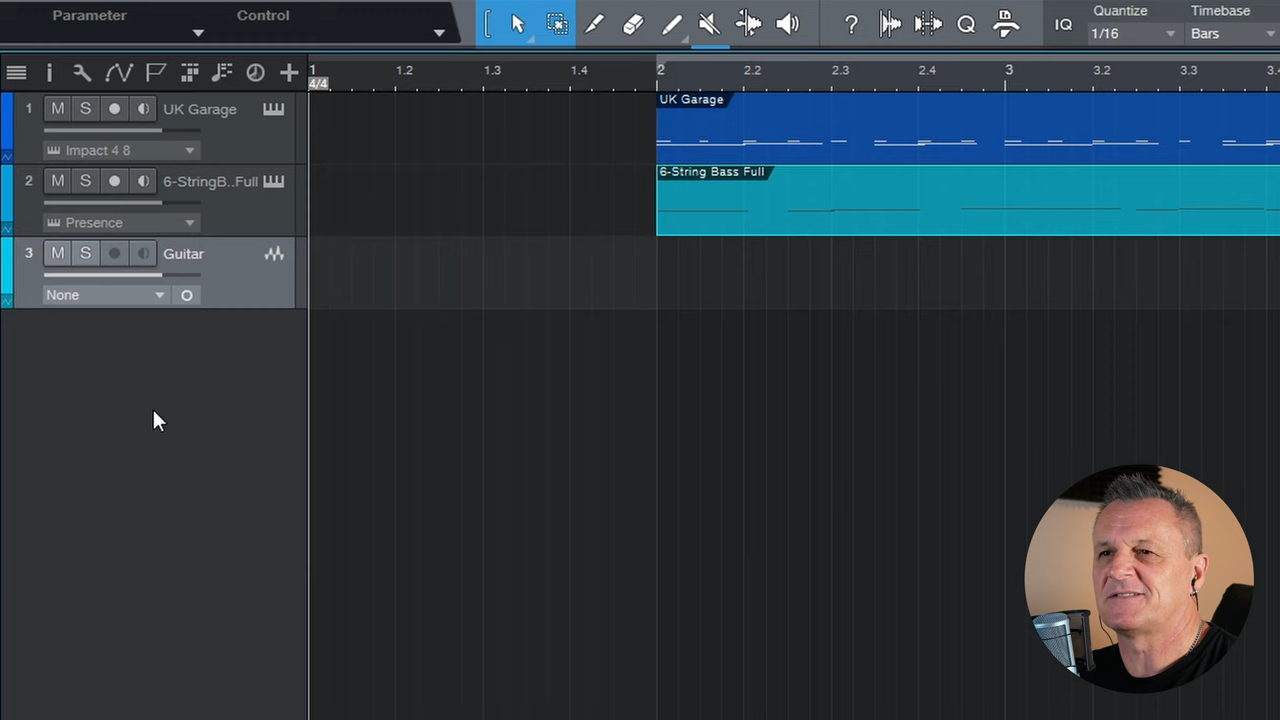 Parameter Control
? IQ Quantize Timebase
1/16 Bars
i 1 1.2 1.3 1.4 2 2.2 2.3 2.4 3 3.2 3.3 3.4
4/4
1 M S UK Garage
Impact 4 8
UK Garage
2 M S 6-StringB..Full
Presence
6-String Bass Full
3 M S Guitar
None